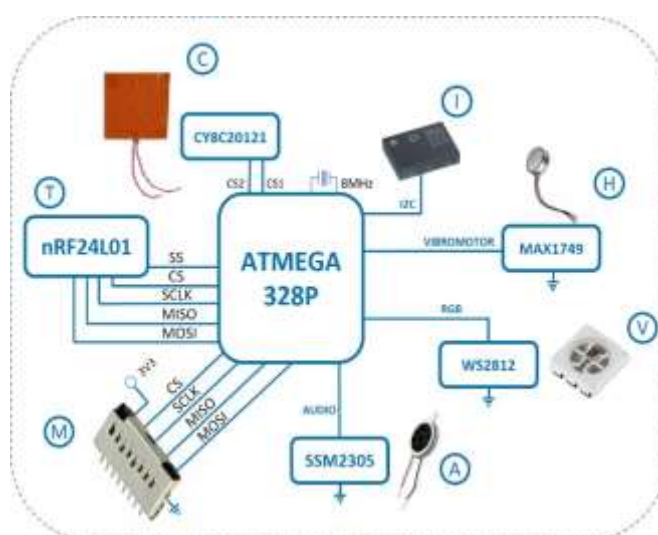 C
I
CY8C20121
H
CS2
CS1
8MHz
T
I2C
nRF24L01
SS
ATMEGA
328P
VIBROMOTOR
MAX1749
CS
SCLK
MISO
MOSI
RGB
V
3V3
CS
SCLK
MISO
MOSI
WS2812
M
AUDIO
SSM2305
A